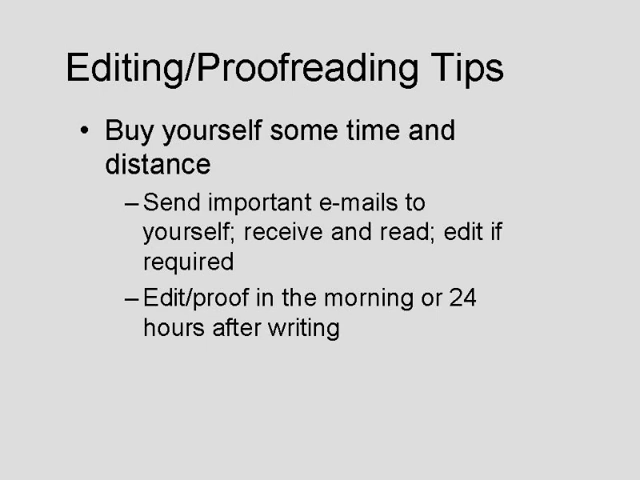 Editing/Proofreading Tips
• Buy yourself some time and
distance
– Send important e-mails to
yourself; receive and read; edit if
required
– Edit/proof in the morning or 24
hours after writing